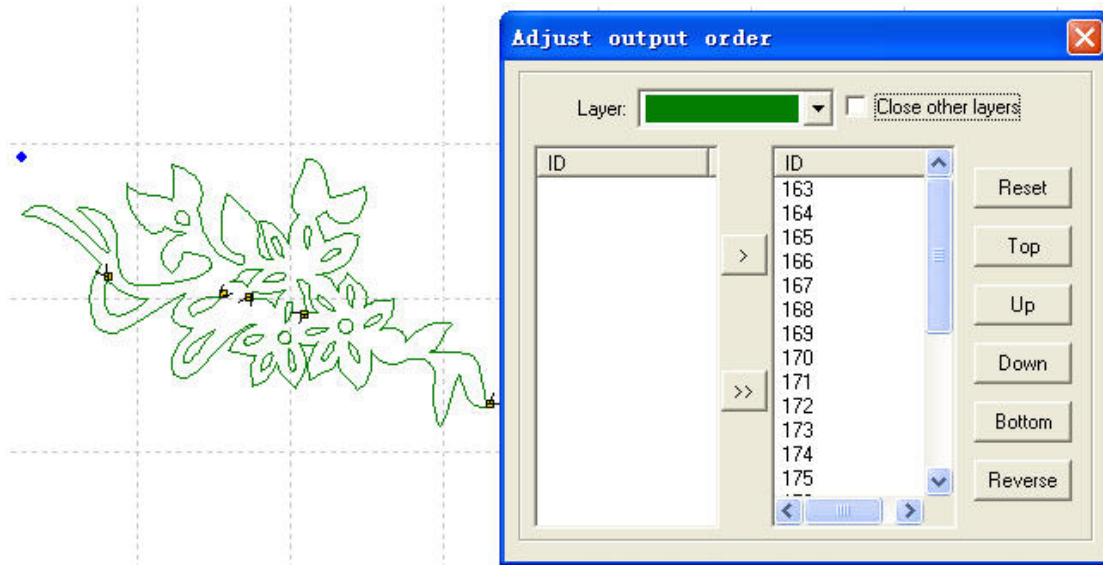 Adjust output order
Layer:
Close other layers
ID
ID
163
164
165
166
167
168
169
170
171
172
173
174
175
>
>>
Reset
Top
Up
Down
Bottom
Reverse